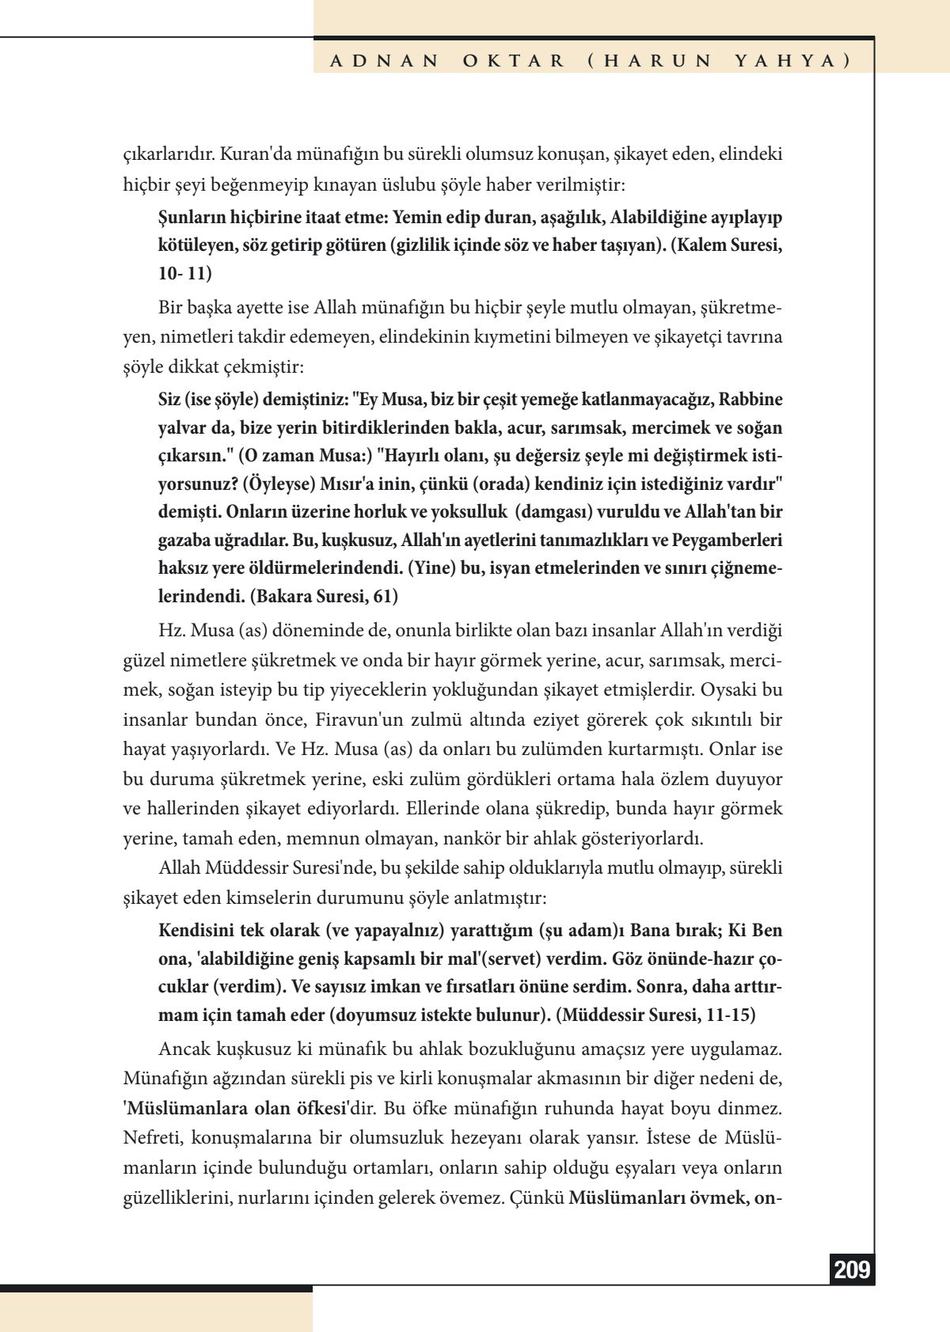 ADNAN OKTAR (HARUN YAHYA)
çıkarlarıdır. Kuran'da münafığın bu sürekli olumsuz konuşan, şikayet eden, elindeki
hiçbir şeyi beğenmeyip kınayan üslubu şöyle haber verilmiştir:
Şunların hiçbirine itaat etme: Yemin edip duran, aşağılık, Alabildiğine ayıplayıp
kötüleyen, söz getirip götüren (gizlilik içinde söz ve haber taşıyan). (Kalem Suresi,
10- 11)
Bir başka ayette ise Allah münafığın bu hiçbir şeyle mutlu olmayan, şükretme-
yen, nimetleri takdir edemeyen, elindekinin kıymetini bilmeyen ve şikayetçi tavrına
şöyle dikkat çekmiştir:
Siz (ise şöyle) demiştiniz: "Ey Musa, biz bir çeşit yemeğe katlanmayacağız, Rabbine
yalvar da, bize yerin bitirdiklerinden bakla, acur, sarımsak, mercimek ve soğan
çıkarsın." (O zaman Musa:) "Hayırlı olanı, şu değersiz şeyle mi değiştirmek isti-
yorsunuz? (Öyleyse) Mısır'a inin, çünkü (orada) kendiniz için istediğiniz vardır"
demişti. Onların üzerine horluk ve yoksulluk (damgası) vuruldu ve Allah'tan bir
gazaba uğradılar. Bu, kuşkusuz, Allah'ın ayetlerini tanımazlıkları ve Peygamberleri
haksız yere öldürmelerindendi. (Yine) bu, isyan etmelerinden ve sınırı çiğneme-
lerindendi. (Bakara Suresi, 61)
Hz. Musa (as) döneminde de, onunla birlikte olan bazı insanlar Allah'ın verdiği
güzel nimetlere şükretmek ve onda bir hayır görmek yerine, acur, sarımsak, merci-
mek, soğan isteyip bu tip yiyeceklerin yokluğundan şikayet etmişlerdir. Oysaki bu
insanlar bundan önce, Firavun'un zulmü altında eziyet görerek çok sıkıntılı bir
hayat yaşıyorlardı. Ve Hz. Musa (as) da onları bu zulümden kurtarmıştı. Onlar ise
bu duruma şükretmek yerine, eski zulüm gördükleri ortama hala özlem duyuyor
ve hallerinden şikayet ediyorlardı. Ellerinde olana şükredip, bunda hayır görmek
yerine, tamah eden, memnun olmayan, nankör bir ahlak gösteriyorlardı.
Allah Müddessir Suresi'nde, bu şekilde sahip olduklarıyla mutlu olmayıp, sürekli
şikayet eden kimselerin durumunu şöyle anlatmıştır:
Kendisini tek olarak (ve yapayalnız) yarattığım (şu adam)ı Bana bırak; Ki Ben
ona, 'alabildiğine geniş kapsamlı bir mal'(servet) verdim. Göz önünde-hazır ço-
cuklar (verdim). Ve sayısız imkan ve fırsatları önüne serdim. Sonra, daha arttır-
mam için tamah eder (doyumsuz istekte bulunur). (Müddessir Suresi, 11-15)
Ancak kuşkusuz ki münafık bu ahlak bozukluğunu amaçsız yere uygulamaz.
Münafığın ağzından sürekli pis ve kirli konuşmalar akmasının bir diğer nedeni de,
'Müslümanlara olan öfkesi'dir. Bu öfke münafığın ruhunda hayat boyu dinmez.
Nefreti, konuşmalarına bir olumsuzluk hezeyanı olarak yansır. İstese de Müslü-
manların içinde bulunduğu ortamları, onların sahip olduğu eşyaları veya onların
güzelliklerini, nurlarını içinden gelerek övemez. Çünkü Müslümanları övmek, on-
209